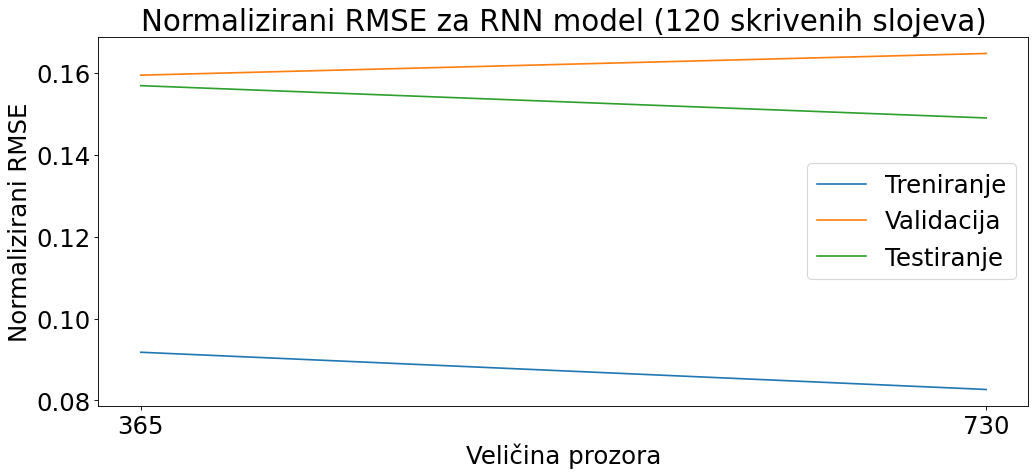 Normalizirani RMSE za RNN model (120 skrivenih slojeva)
Normalizirani RMSE
0.16
0.14
0.12
0.10
0.08
Treniranje
Validacija
Testiranje
365
730
Veličina prozora